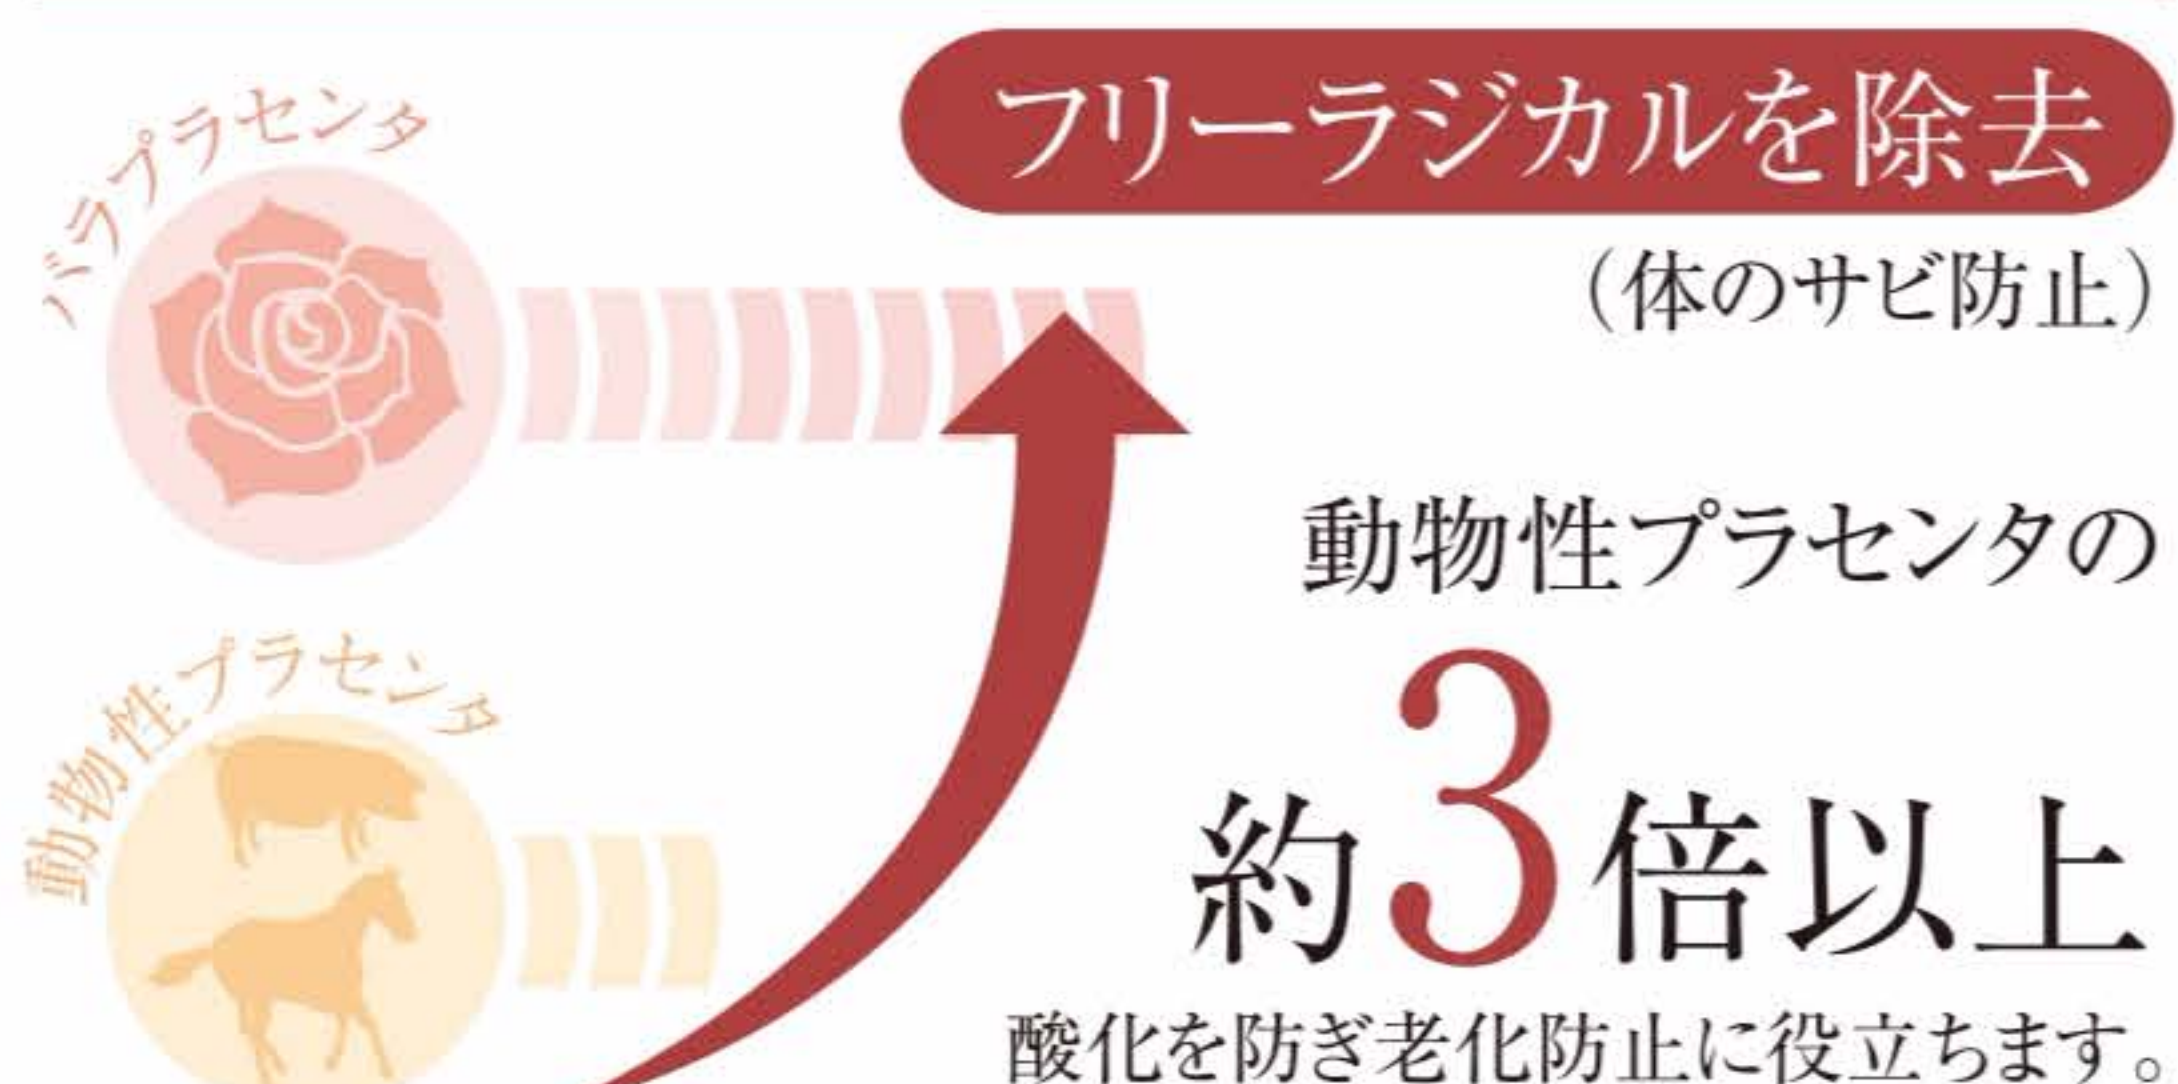 フリーラジカルを除去
(体のサビ防止)
バラプラセンタ
動物性プラセンタの
約3倍以上
酸化を防ぎ老化防止に役立ちます。
動物性プラセンタ